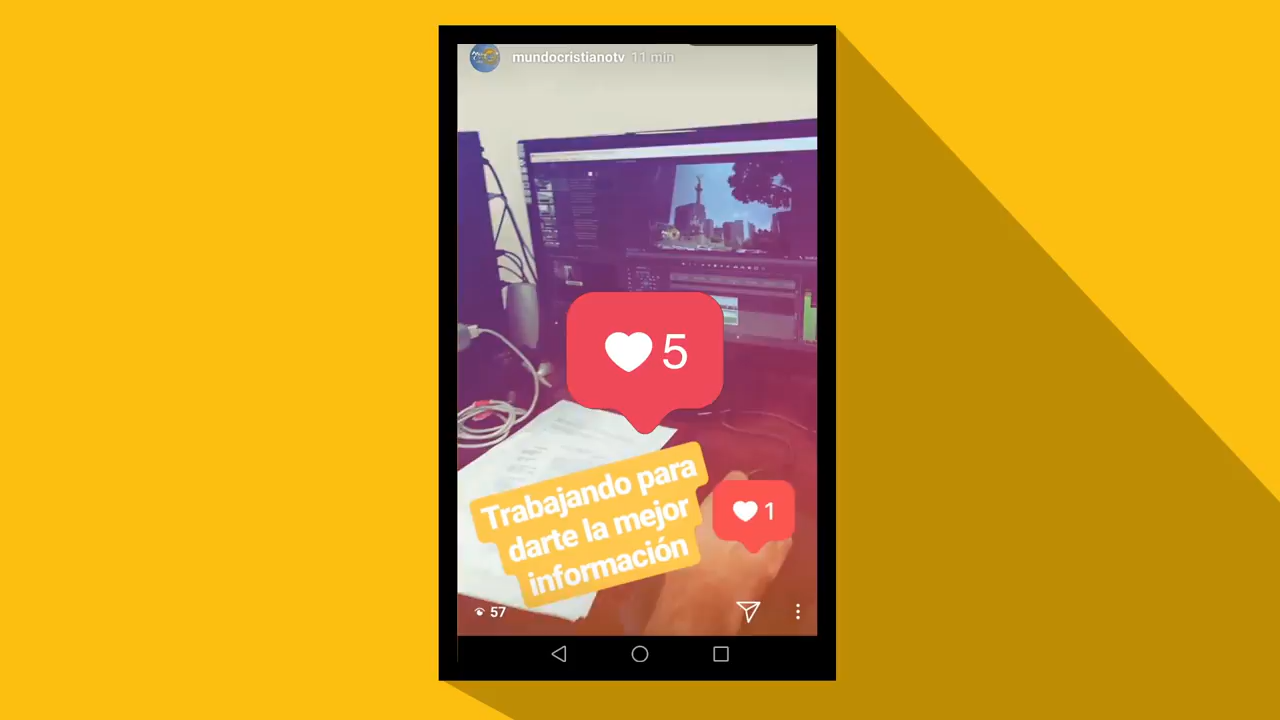 mundocristianotv 11 min
5
Trabajando para
darte la mejor
información
1
57